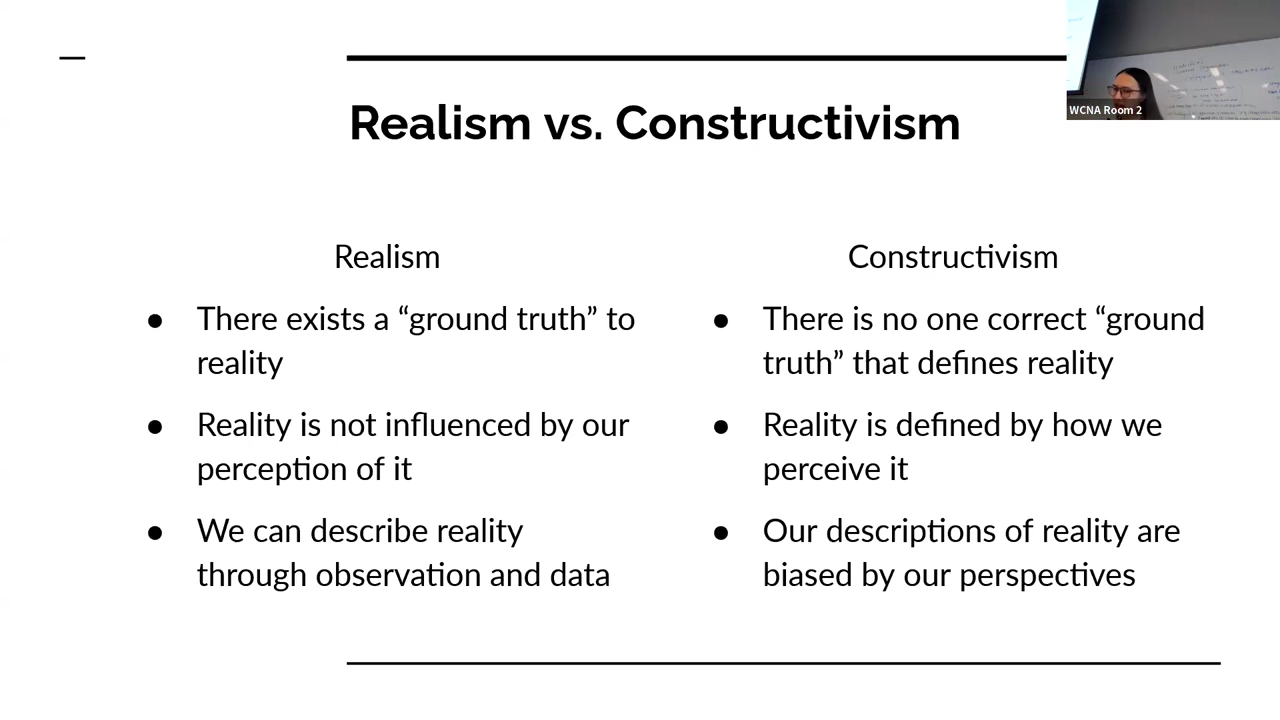 WCNA Room 2
Realism vs. Constructivism
Realism
There exists a “ground truth” to
reality
Reality is not influenced by our
perception of it
We can describe reality
through observation and data
Constructivism
There is no one correct “ground
truth” that defines reality
Reality is defined by how we
perceive it
Our descriptions of reality are
biased by our perspectives